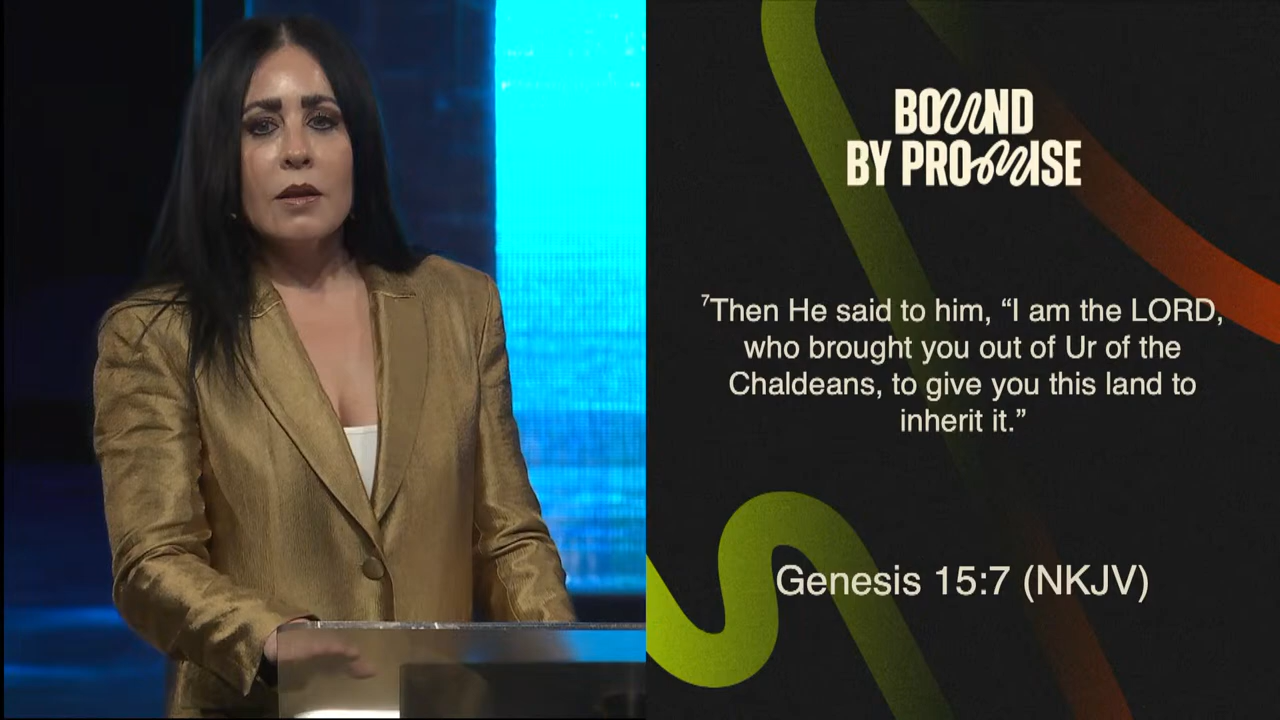 BOUND
BY PROMISE
⁷Then He said to him, “I am the LORD,
who brought you out of Ur of the
Chaldeans, to give you this land to
inherit it.”
Genesis 15:7 (NKJV)